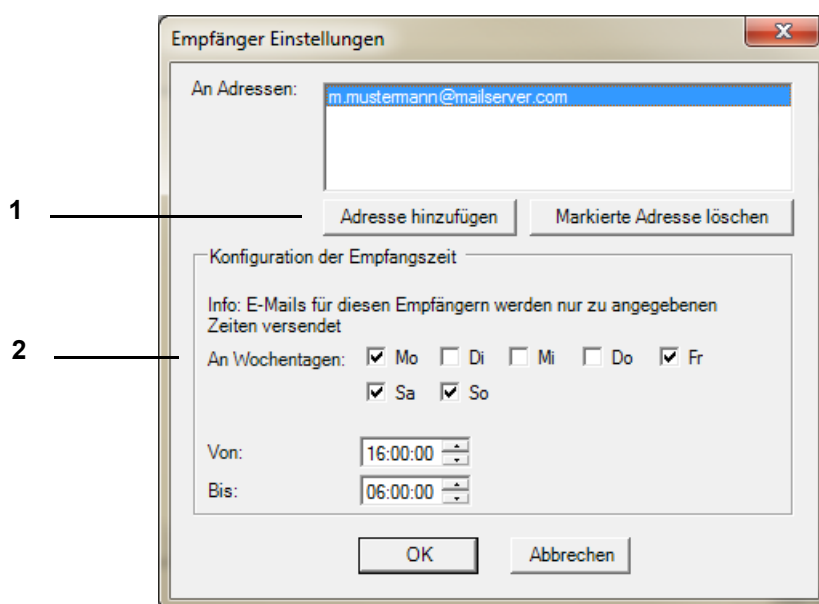 Empfänger Einstellungen
An Adressen:
m.mustermann@mailserver.com
1
Adresse hinzufügen Markierte Adresse löschen
Konfiguration der Empfangszeit
Info: E-Mails für diesen Empfängern werden nur zu angegebenen
Zeiten versendet
2
An Wochentagen: Mo Di Mi Do Fr
Sa So
Von: 16:00:00
Bis: 06:00:00
OK Abbrechen